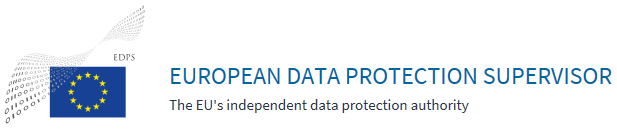 EDPS
EUROPEAN DATA PROTECTION SUPERVISOR
The EU's independent data protection authority